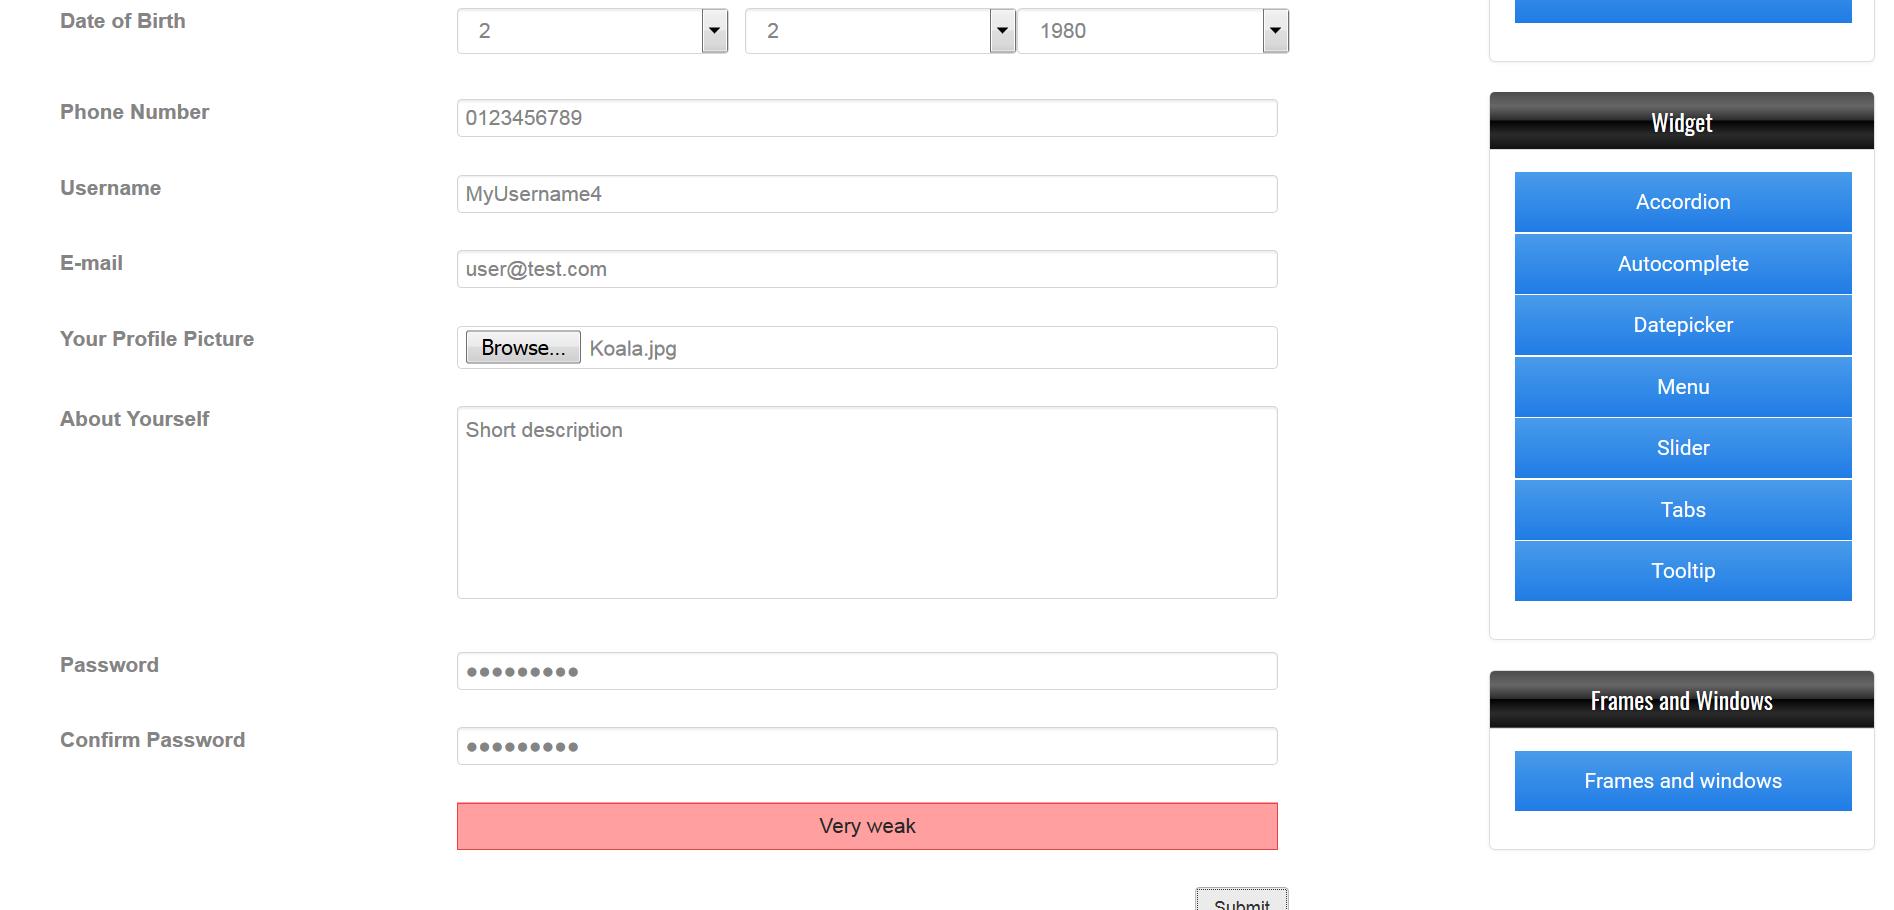 Date of Birth
2
2
1980
Phone Number
0123456789
Username
MyUsername4
E-mail
user@test.com
Your Profile Picture
Browse... Koala.jpg
About Yourself
Short description
Password
●●●●●●●●●
Confirm Password
●●●●●●●●●
Very weak
Submit
Widget
Accordion
Autocomplete
Datepicker
Menu
Slider
Tabs
Tooltip
Frames and Windows
Frames and windows